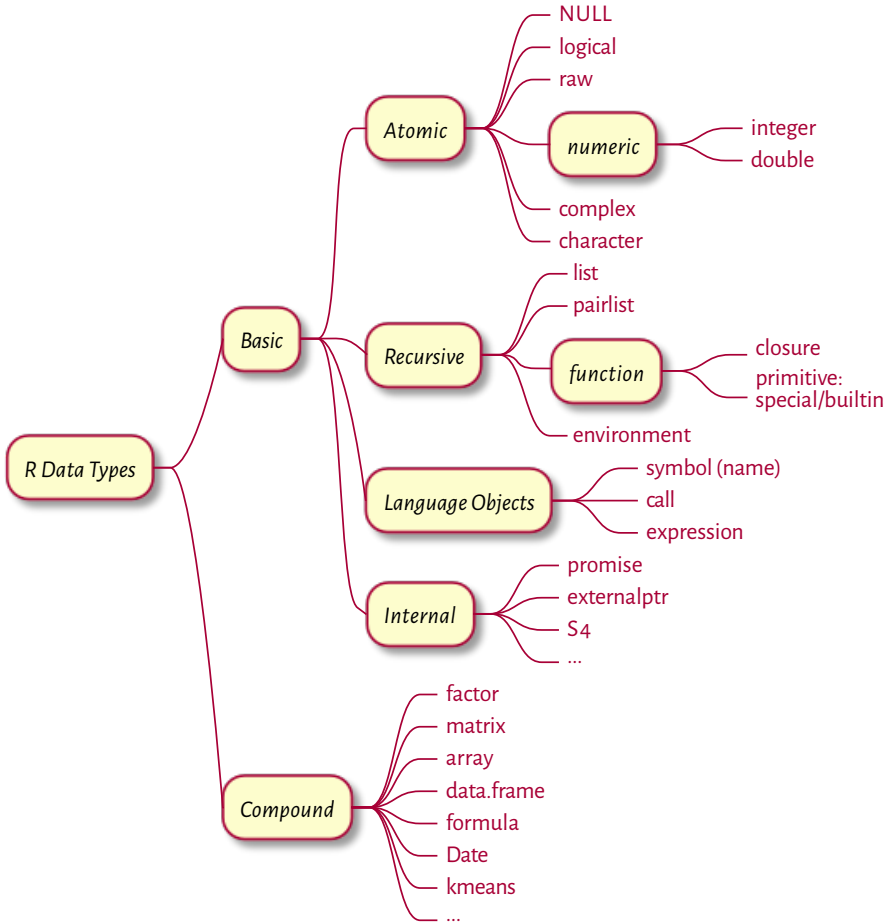 NULL
logical
raw
Atomic
numeric
integer
double
complex
character
list
pairlist
Basic
Recursive
function
closure
primitive:
special/builtin
environment
R Data Types
Language Objects
symbol (name)
call
expression
Internal
promise
externalptr
S4
...
factor
matrix
array
data.frame
Compound
formula
Date
kmeans
...